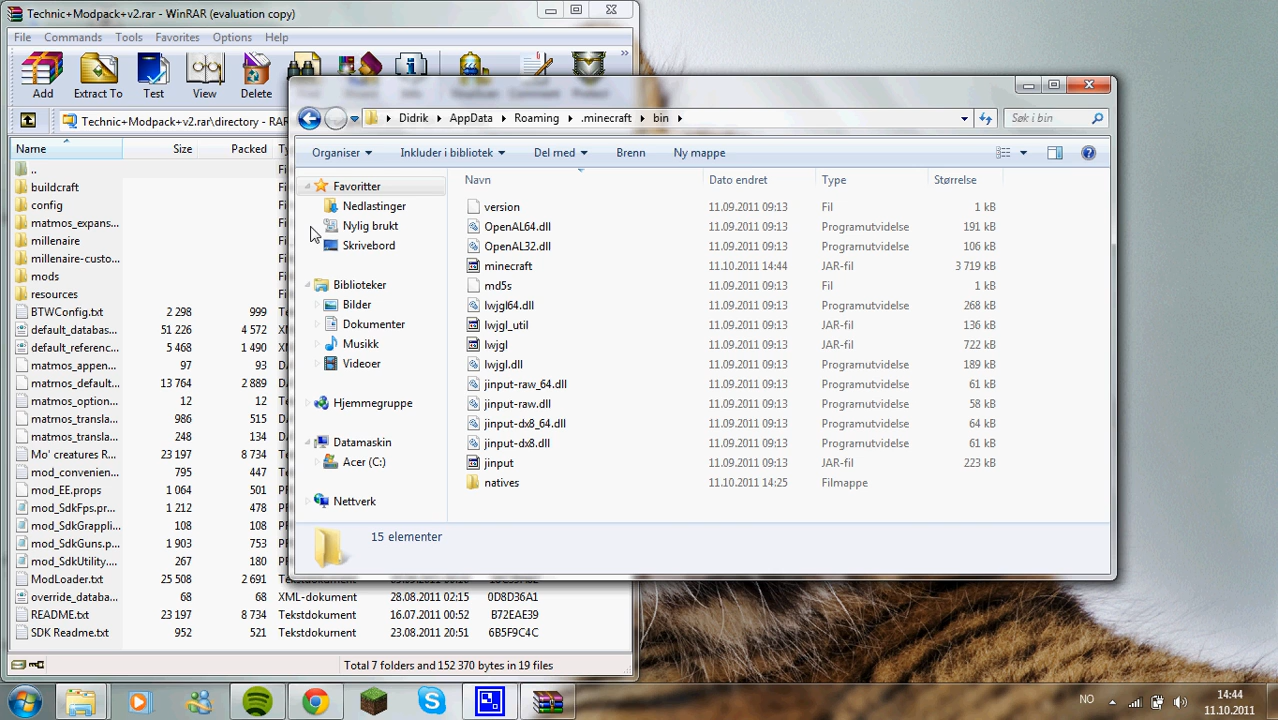 Technic+Modpack+v2.rar - WinRAR (evaluation copy)
File Commands Tools Favorites Options Help
Add Extract To Test View Delete
Technic+Modpack+v2.rar\directory - RAR
Name Size Packed
..
buildcraft
config
matmos_expans...
millenaire
millenaire-custo...
mods
resources
BTWConfig.txt 2 298 999
default_databas... 51 226 4 572
default_referenc... 5 468 1 490
matmos_appen... 97 93
matmos_default... 13 764 2 889
matmos_option... 12 12
matmos_transla... 986 515
matmos_transla... 248 134
Mo' creatures R... 23 197 8 734
mod_convenien... 795 447
mod_EE.props 1 064 501
mod_SdkFps.pr... 1 212 478
mod_SdkGrappli... 108 108
mod_SdkGuns.p... 1 903 753
mod_SdkUtility.... 267 180
ModLoader.txt 25 508 2 691
override_databa... 68 68 XML-dokument 28.08.2011 02:15 0D8D36A1
README.txt 23 197 8 734 Tekstdokument 16.07.2011 00:52 B72EAE39
SDK Readme.txt 952 521 Tekstdokument 23.08.2011 20:51 6B5F9C4C
Total 7 folders and 152 370 bytes in 19 files
Didrik AppData Roaming .minecraft bin
Søk i bin
Organiser Inkluder i bibliotek Del med Brenn Ny mappe
Favoritter
Nedlastinger
Nylig brukt
Skrivebord
Biblioteker
Bilder
Dokumenter
Musikk
Videoer
Hjemmegruppe
Datamaskin
Acer (C:)
Nettverk
Navn Dato endret Type Størrelse
version 11.09.2011 09:13 Fil 1 kB
OpenAL64.dll 11.09.2011 09:13 Programutvidelse 191 kB
OpenAL32.dll 11.09.2011 09:13 Programutvidelse 106 kB
minecraft 11.10.2011 14:44 JAR-fil 3 719 kB
md5s 11.09.2011 09:13 Fil 1 kB
lwjgl64.dll 11.09.2011 09:13 Programutvidelse 268 kB
lwjgl_util 11.09.2011 09:13 JAR-fil 136 kB
lwjgl 11.09.2011 09:13 JAR-fil 722 kB
lwjgl.dll 11.09.2011 09:13 Programutvidelse 189 kB
jinput-raw_64.dll 11.09.2011 09:13 Programutvidelse 61 kB
jinput-raw.dll 11.09.2011 09:13 Programutvidelse 58 kB
jinput-dx8_64.dll 11.09.2011 09:13 Programutvidelse 64 kB
jinput-dx8.dll 11.09.2011 09:13 Programutvidelse 61 kB
jinput 11.09.2011 09:13 JAR-fil 223 kB
natives 11.10.2011 14:25 Filmappe
15 elementer
NO
14:44
11.10.2011